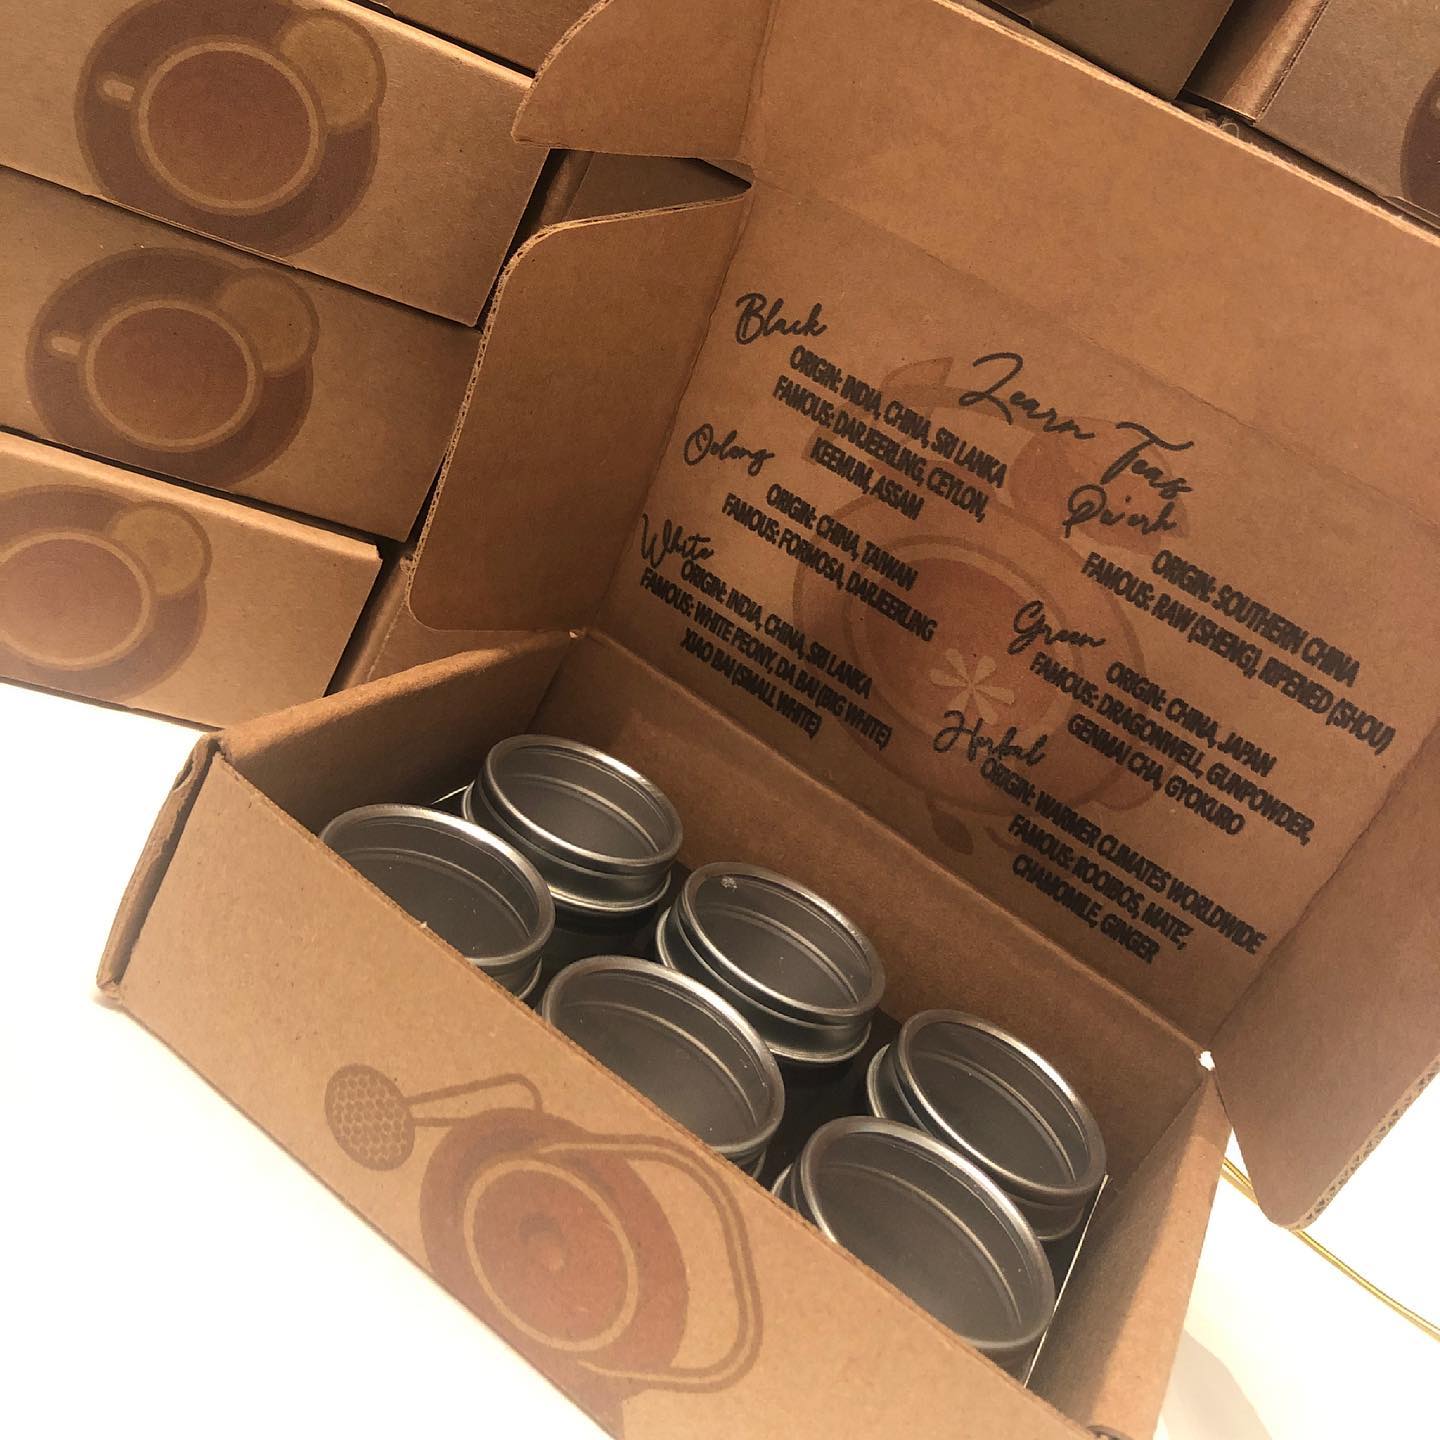 Learn Teas
Black
ORIGIN: INDIA, CHINA, SRI LANKA
FAMOUS: DARJEERLING, CEYLON,
KEEMUM, ASSAM
Oolong
ORIGIN: CHINA, TAIWAN
FAMOUS: FORMOSA, DARJEERLING
White
ORIGIN: INDIA, CHINA, SRI LANKA
FAMOUS: WHITE PEONY, DA BAI (BIG WHITE)
XIAO BAI (SMALL WHITE)
Pu'erh
ORIGIN: SOUTHERN CHINA
FAMOUS: RAW (SHENG), RIPENED (SHOU)
Green
ORIGIN: CHINA, JAPAN
FAMOUS: DRAGONWELL, GUNPOWDER,
GENMAI CHA, GYOKURO
Herbal
ORIGIN: WARMER CLIMATES WORLDWIDE
FAMOUS: ROOIBOS, MATE',
CHAMOMILE, GINGER